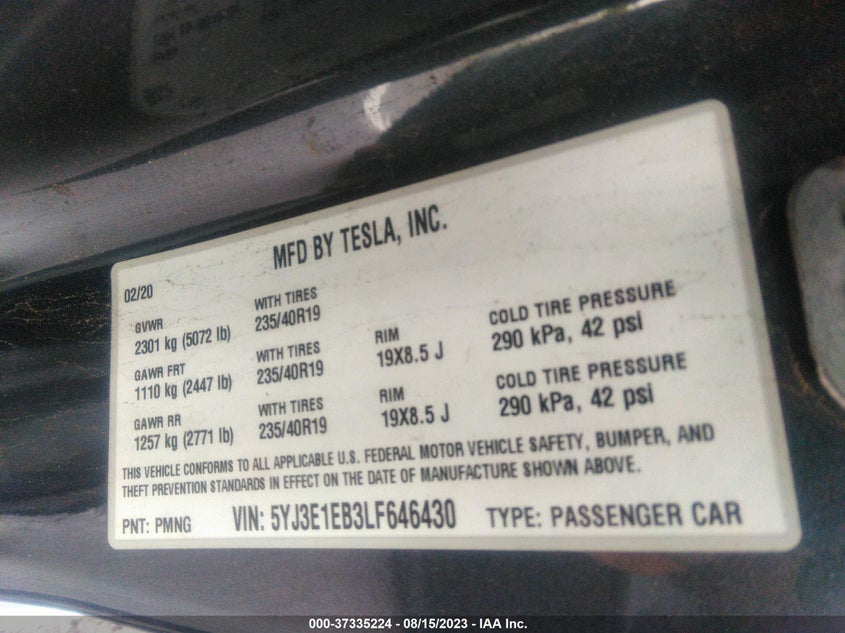 MFD BY TESLA, INC.
02/20
GVWR
2301 kg (5072 lb)
WITH TIRES
235/40R19
GAWR FRT
1110 kg (2447 lb)
WITH TIRES
235/40R19
RIM
19X8.5 J
COLD TIRE PRESSURE
290 kPa, 42 psi
GAWR RR
1257 kg (2771 lb)
WITH TIRES
235/40R19
RIM
19X8.5 J
COLD TIRE PRESSURE
290 kPa, 42 psi
THIS VEHICLE CONFORMS TO ALL APPLICABLE U.S. FEDERAL MOTOR VEHICLE SAFETY, BUMPER, AND
THEFT PREVENTION STANDARDS IN EFFECT ON THE DATE OF MANUFACTURE SHOWN ABOVE.
PNT: PMNG VIN: 5YJ3E1EB3LF646430 TYPE: PASSENGER CAR
000-37335224 - 08/15/2023 - IAA Inc.